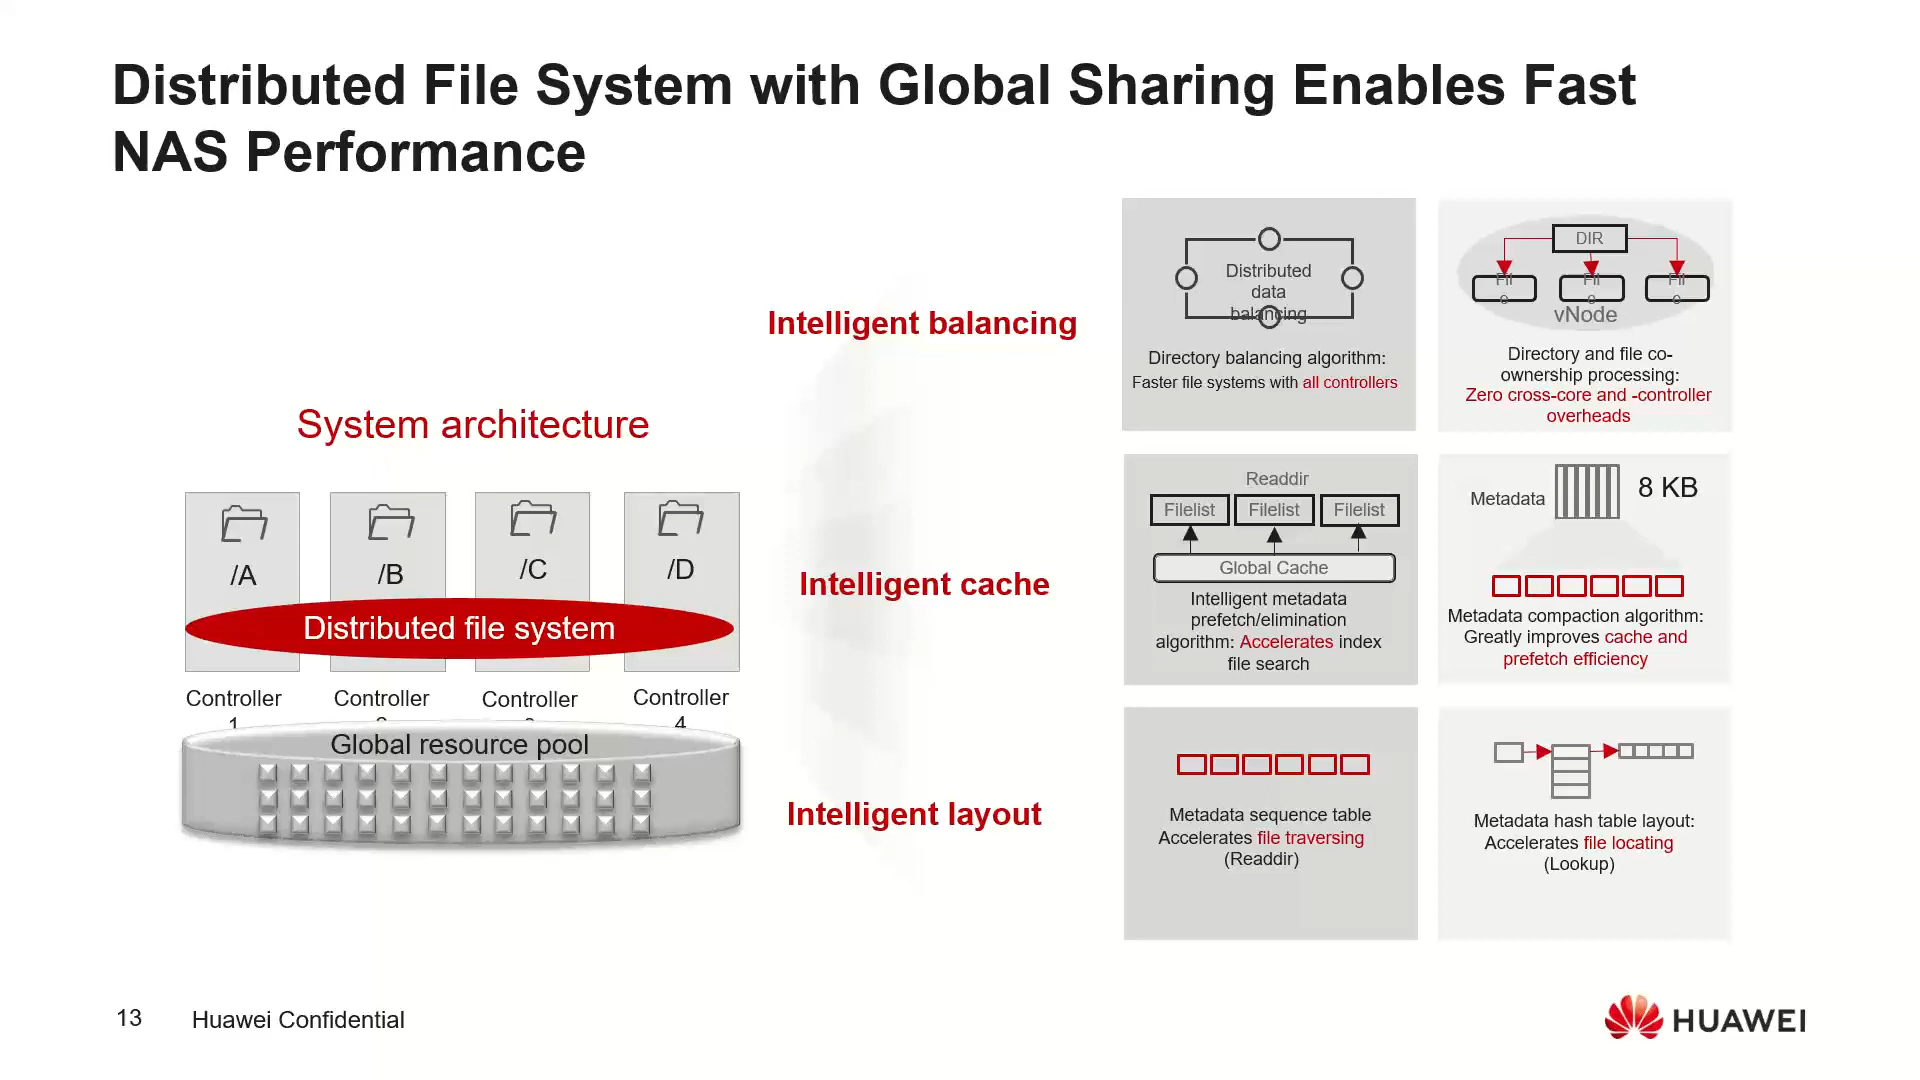 Distributed File System with Global Sharing Enables Fast
NAS Performance
System architecture
/A
/B
/C
/D
Distributed file system
Controller
1
Controller
Controller
Controller
4
Global resource pool
Intelligent balancing
Distributed
data
balancing
Directory balancing algorithm:
Faster file systems with all controllers
DIR
vNode
Directory and file co-
ownership processing:
Zero cross-core and -controller
overheads
Intelligent cache
Readdir
Filelist
Filelist
Filelist
Global Cache
Intelligent metadata
prefetch/elimination
algorithm: Accelerates index
file search
Metadata
8 KB
Metadata compaction algorithm:
Greatly improves cache and
prefetch efficiency
Intelligent layout
Metadata sequence table
Accelerates file traversing
(Readdir)
Metadata hash table layout:
Accelerates file locating
(Lookup)
13
Huawei Confidential
HUAWEI